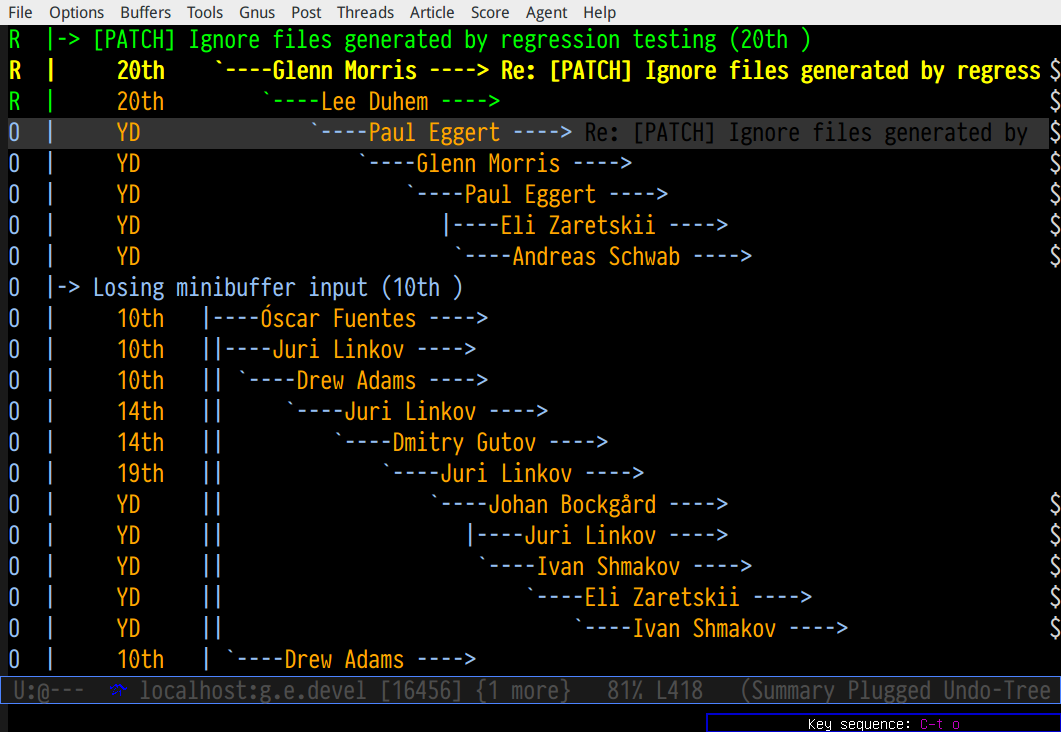 File Options Buffers Tools Gnus Post Threads Article Score Agent Help
R |-> [PATCH] Ignore files generated by regression testing (20th )
R | 20th `----Glenn Morris ----> Re: [PATCH] Ignore files generated by regress $
R | 20th `----Lee Duhem ----> $
O | YD `----Paul Eggert ----> Re: [PATCH] Ignore files generated by $
O | YD `----Glenn Morris ----> $
O | YD `----Paul Eggert ----> $
O | YD |----Eli Zaretskii ----> $
O | YD `----Andreas Schwab ----> $
O |-> Losing minibuffer input (10th )
O | 10th |----Óscar Fuentes ---->
O | 10th ||----Juri Linkov ---->
O | 10th || `----Drew Adams ---->
O | 14th || `----Juri Linkov ---->
O | 14th || `----Dmitry Gutov ---->
O | 19th || `----Juri Linkov ---->
O | YD || `----Johan Bockgård ----> $
O | YD || |----Juri Linkov ----> $
O | YD || `----Ivan Shmakov ----> $
O | YD || `----Eli Zaretskii ----> $
O | YD || `----Ivan Shmakov ----> $
O | 10th | `----Drew Adams ---->
U:@--- localhost:g.e.devel [16456] {1 more} 81% L418 (Summary Plugged Undo-Tree
Key sequence: C-t o